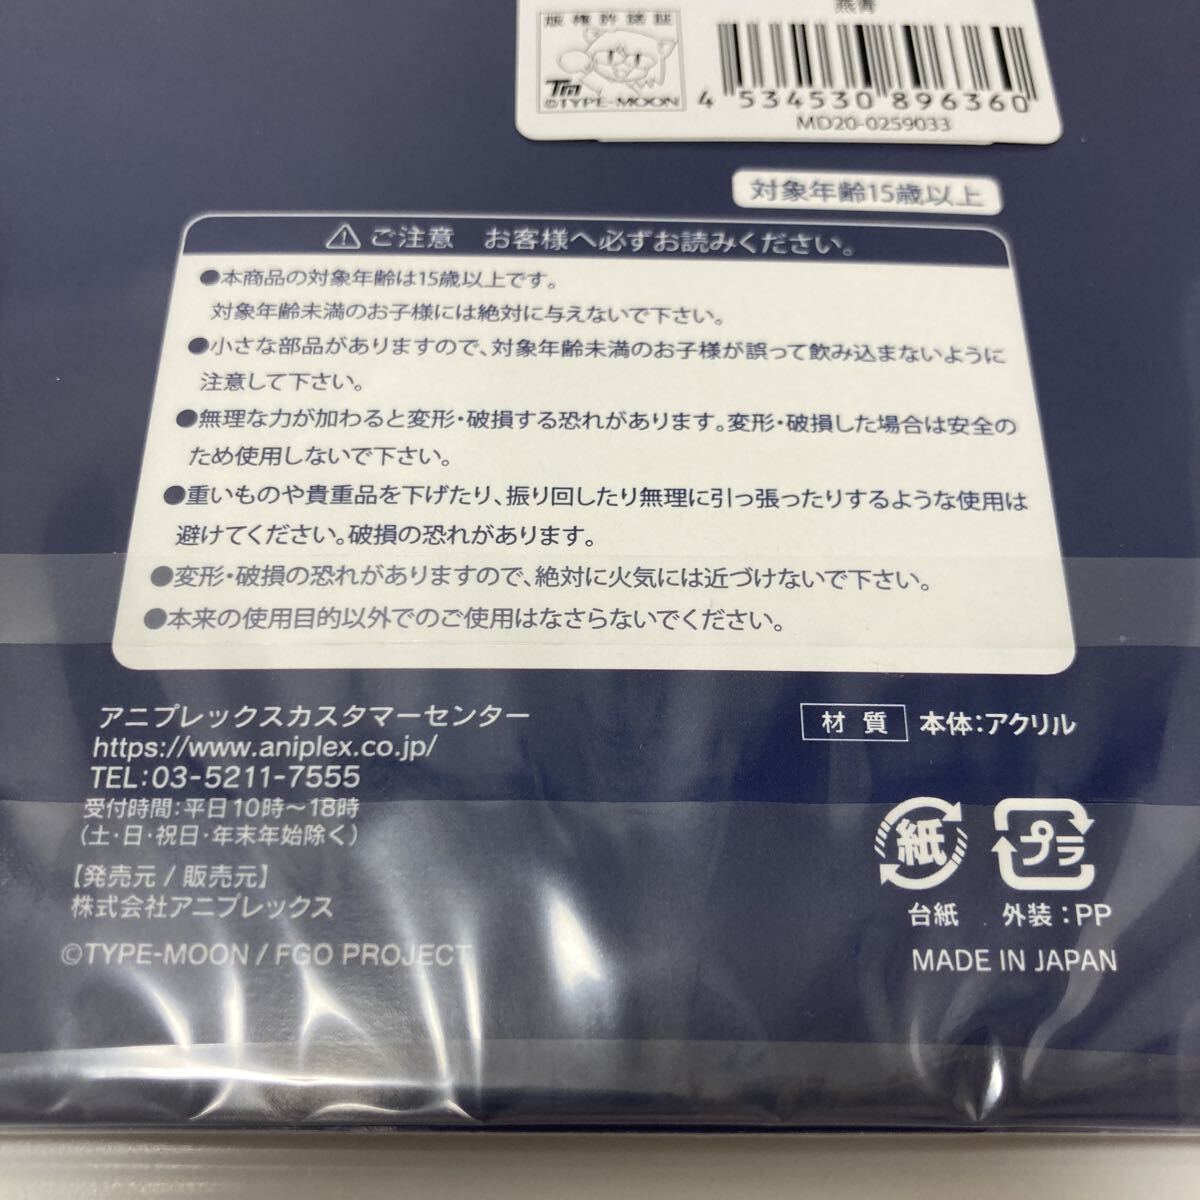 燕青
版権許諾証
TM
©TYPE-MOON
4 534530 896360
MD20-0259033
対象年齢15歳以上
⚠ご注意 お客様へ必ずお読みください。
●本商品の対象年齢は15歳以上です。
対象年齢未満のお子様には絶対に与えないで下さい。
●小さな部品がありますので、対象年齢未満のお子様が誤って飲み込まないように
注意して下さい。
●無理な力が加わると変形・破損する恐れがあります。変形・破損した場合は安全の
ため使用しないで下さい。
●重いものや貴重品を下げたり、振り回したり無理に引っ張ったりするような使用は
避けてください。破損の恐れがあります。
●変形・破損の恐れがありますので、絶対に火気には近づけないで下さい。
●本来の使用目的以外でのご使用はなさらないでください。
アニプレックスカスタマーセンター
https://www.aniplex.co.jp/
TEL:03-5211-7555
受付時間:平日10時~18時
(土・日・祝日・年末年始除く)
【発売元 / 販売元】
株式会社アニプレックス
©TYPE-MOON / FGO PROJECT
材質 本体:アクリル
紙 プラ
台紙 外装:PP
MADE IN JAPAN